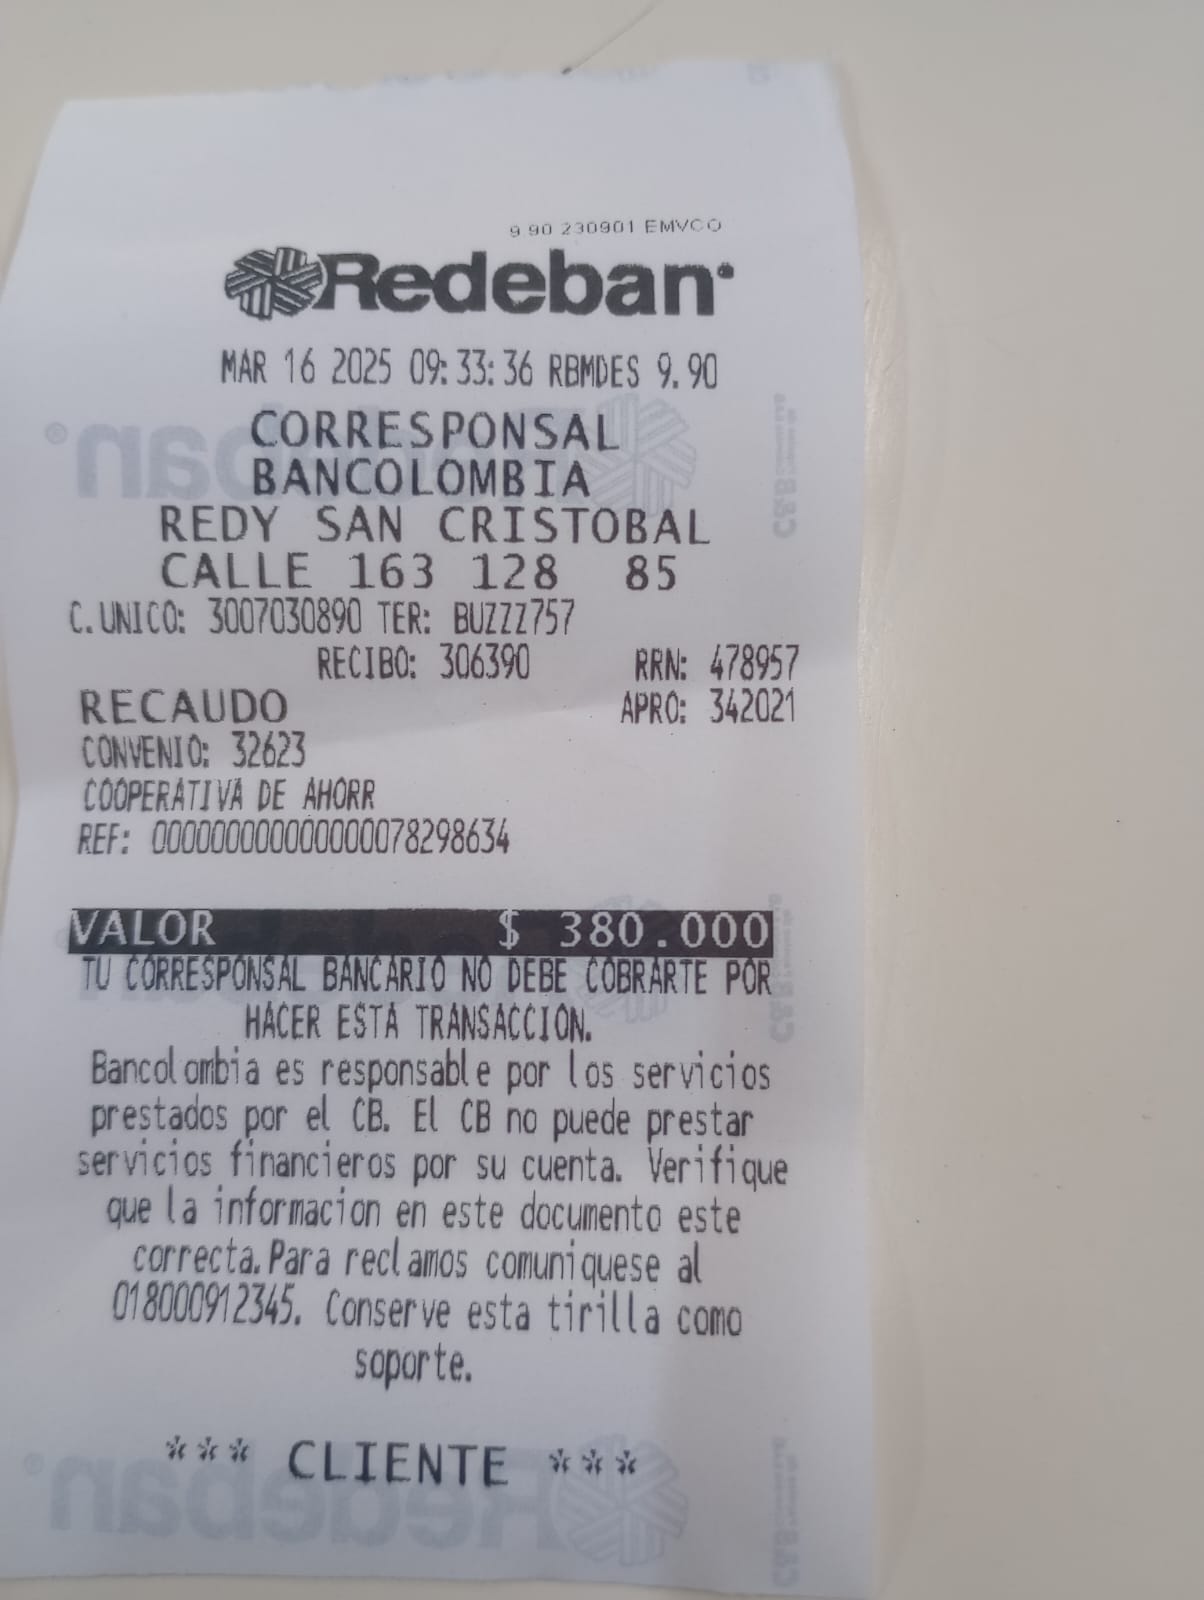 9.90 230901 EMVCO
Redeban
MAR 16 2025 09:33:36 RBMDES 9.90
CORRESPONSAL
BANCOLOMBIA
REDY SAN CRISTOBAL
CALLE 163 128 85
C.UNICO: 3007030890 TER: BUZZZ757
RECIBO: 306390 RRN: 478957
RECAUDO APRO: 342021
CONVENIO: 32623
COOPERATIVA DE AHORR
REF: 000000000000000078298634
VALOR $ 380.000
TU CORRESPONSAL BANCARIO NO DEBE COBRARTE POR
HACER ESTA TRANSACCION.
Bancolombia es responsable por los servicios
prestados por el CB. El CB no puede prestar
servicios financieros por su cuenta. Verifique
que la informacion en este documento este
correcta.Para reclamos comuniquese al
018000912345. Conserve esta tirilla como
soporte.
*** CLIENTE ***